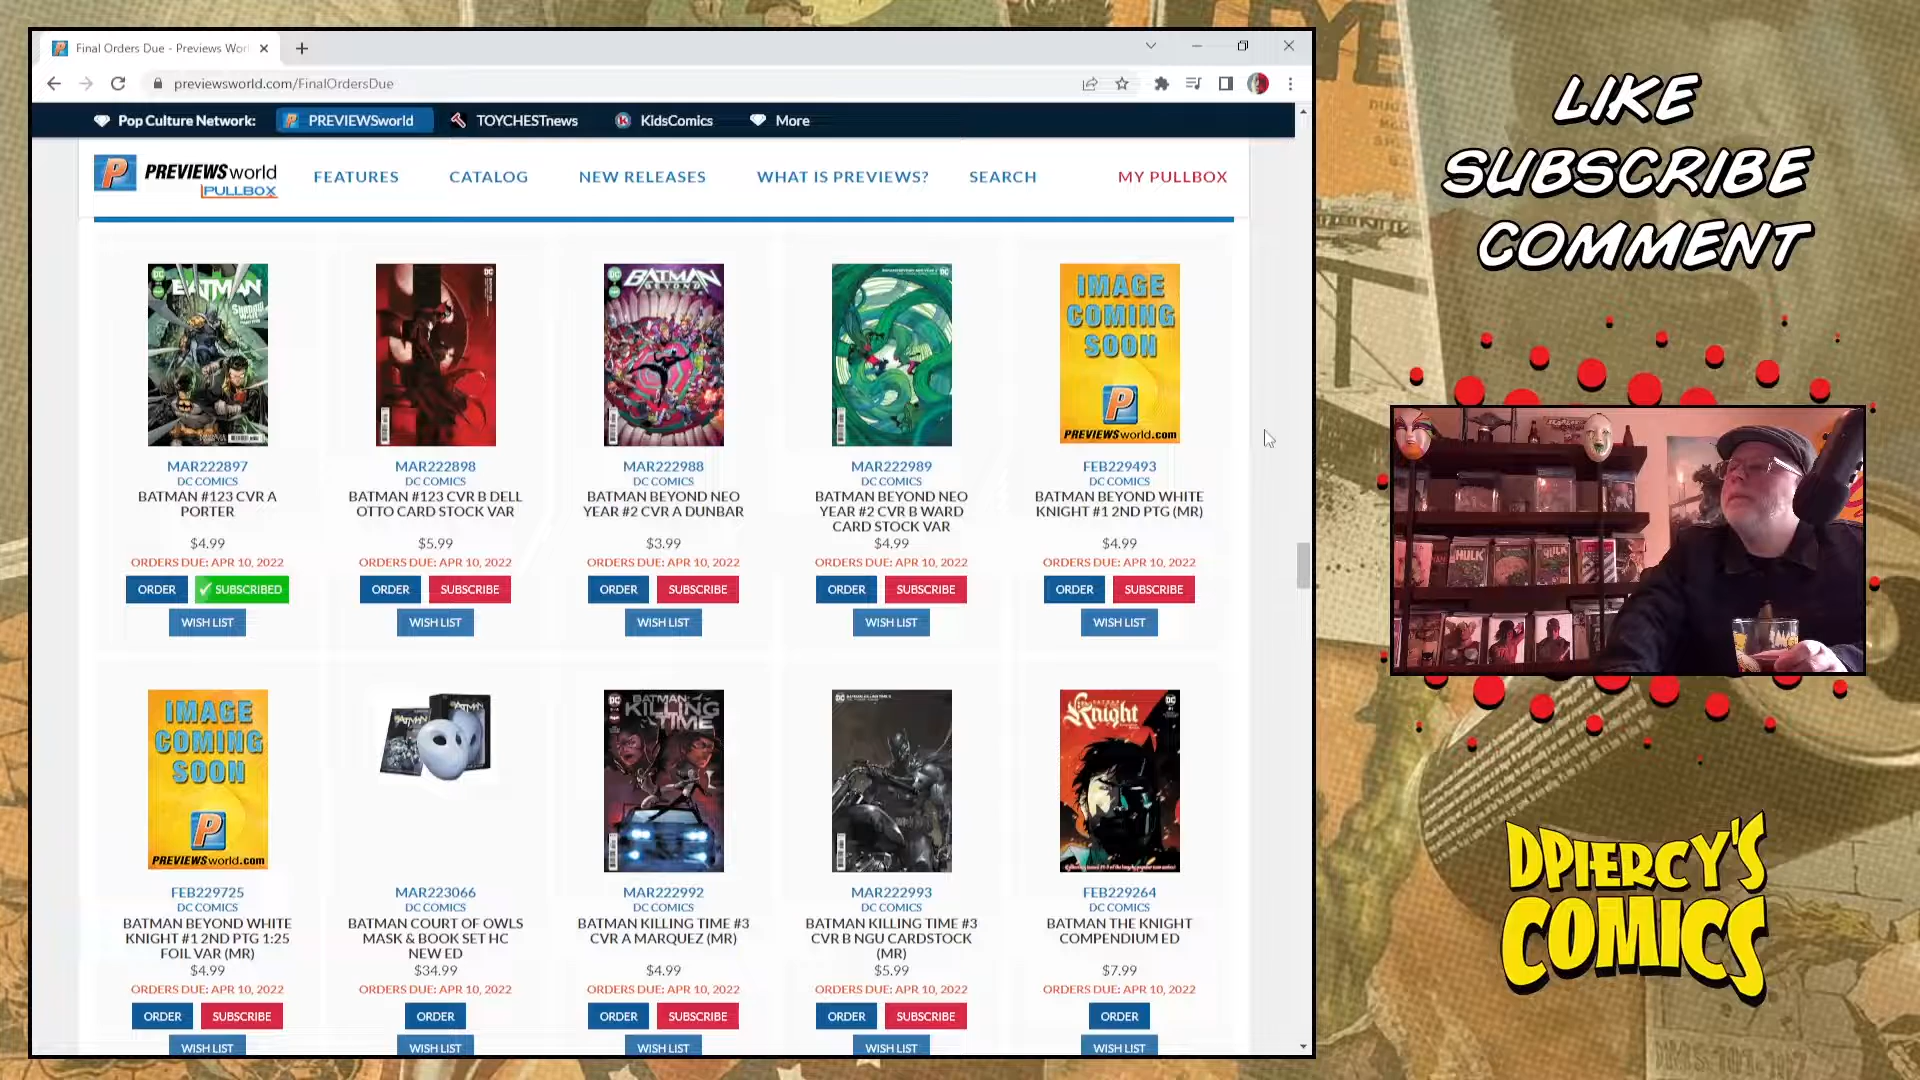 Final Orders Due - Previews Wor
previewsworld.com/FinalOrdersDue
Pop Culture Network:
PREVIEWSworld
TOYCHESTnews
KidsComics
More
PREVIEWSworld
PULLBOX
FEATURES
CATALOG
NEW RELEASES
WHAT IS PREVIEWS?
SEARCH
MY PULLBOX
BATMAN
SHADOW
WAR
BATMAN
BEYOND
IMAGE
COMING
SOON
PREVIEWSworld.com
MAR222897
DC COMICS
BATMAN #123 CVR A
PORTER
$4.99
ORDERS DUE: APR 10, 2022
ORDER
SUBSCRIBED
WISH LIST
MAR222898
DC COMICS
BATMAN #123 CVR B DELL
OTTO CARD STOCK VAR
$5.99
ORDERS DUE: APR 10, 2022
ORDER
SUBSCRIBE
WISH LIST
MAR222988
DC COMICS
BATMAN BEYOND NEO
YEAR #2 CVR A DUNBAR
$3.99
ORDERS DUE: APR 10, 2022
ORDER
SUBSCRIBE
WISH LIST
MAR222989
DC COMICS
BATMAN BEYOND NEO
YEAR #2 CVR B WARD
CARD STOCK VAR
$4.99
ORDERS DUE: APR 10, 2022
ORDER
SUBSCRIBE
WISH LIST
FEB229493
DC COMICS
BATMAN BEYOND WHITE
KNIGHT #1 2ND PTG (MR)
$4.99
ORDERS DUE: APR 10, 2022
ORDER
SUBSCRIBE
WISH LIST
IMAGE
COMING
SOON
PREVIEWSworld.com
BATMAN
KILLING
TIME
Knight
FEB229725
DC COMICS
BATMAN BEYOND WHITE
KNIGHT #1 2ND PTG 1:25
FOIL VAR (MR)
$4.99
ORDERS DUE: APR 10, 2022
ORDER
SUBSCRIBE
WISH LIST
MAR223066
DC COMICS
BATMAN COURT OF OWLS
MASK & BOOK SET HC
NEW ED
$34.99
ORDERS DUE: APR 10, 2022
ORDER
WISH LIST
MAR222992
DC COMICS
BATMAN KILLING TIME #3
CVR A MARQUEZ (MR)
$4.99
ORDERS DUE: APR 10, 2022
ORDER
SUBSCRIBE
WISH LIST
MAR222993
DC COMICS
BATMAN KILLING TIME #3
CVR B NGU CARDSTOCK
(MR)
$5.99
ORDERS DUE: APR 10, 2022
ORDER
SUBSCRIBE
WISH LIST
FEB229264
DC COMICS
BATMAN THE KNIGHT
COMPENDIUM ED
$7.99
ORDERS DUE: APR 10, 2022
ORDER
WISH LIST
LIKE
SUBSCRIBE
COMMENT
HULK
DPIERCY'S
COMICS